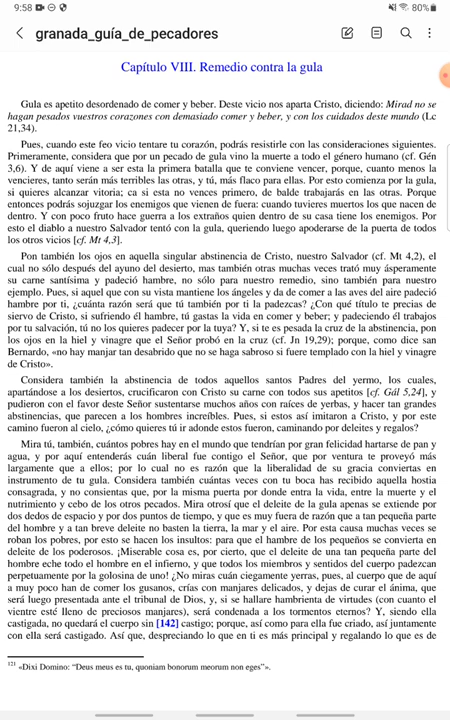 9:58
80%
granada_guía_de_pecadores
Capítulo VIII. Remedio contra la gula
Gula es apetito desordenado de comer y beber. Deste vicio nos aparta Cristo, diciendo: Mirad no se
hagan pesados vuestros corazones con demasiado comer y beber, y con los cuidados deste mundo (Lc
21,34).
Pues, cuando este feo vicio tentare tu corazón, podrás resistirle con las consideraciones siguientes.
Primeramente, considera que por un pecado de gula vino la muerte a todo el género humano (cf. Gén
3,6). Y de aquí viene a ser esta la primera batalla que te conviene vencer, porque, cuanto menos la
vencieres, tanto serán más terribles las otras, y tú, más flaco para ellas. Por esto comienza por la gula,
si quieres alcanzar vitoria; ca si esta no vences primero, de balde trabajarás en las otras. Porque
entonces podrás sojuzgar los enemigos que vienen de fuera: cuando tuvieres muertos los que nacen de
dentro. Y con poco fruto hace guerra a los extraños quien dentro de su casa tiene los enemigos. Por
esto el diablo a nuestro Salvador tentó con la gula, queriendo luego apoderarse de la puerta de todos
los otros vicios [cf. Mt 4,3].
Pon también los ojos en aquella singular abstinencia de Cristo, nuestro Salvador (cf. Mt 4,2), el
cual no sólo después del ayuno del desierto, mas también otras muchas veces trató muy ásperamente
su carne santísima y padeció hambre, no sólo para nuestro remedio, sino también para nuestro
ejemplo. Pues, si aquel que con su vista mantiene los ángeles y da de comer a las aves del aire padeció
hambre por ti, ¿cuánta razón será que tú también por ti la padezcas? ¿Con qué título te precias de
siervo de Cristo, si sufriendo él hambre, tú gastas la vida en comer y beber; y padeciendo él trabajos
por tu salvación, tú no los quieres padecer por la tuya? Y, si te es pesada la cruz de la abstinencia, pon
los ojos en la hiel y vinagre que el Señor probó en la cruz (cf. Jn 19,29); porque, como dice san
Bernardo, «no hay manjar tan desabrido que no se haga sabroso si fuere templado con la hiel y vinagre
de Cristo».
Considera también la abstinencia de todos aquellos santos Padres del yermo, los cuales,
apartándose a los desiertos, crucificaron con Cristo su carne con todos sus apetitos [cf. Gál 5,24], y
pudieron con el favor deste Señor sustentarse muchos años con raíces de yerbas, y hacer tan grandes
abstinencias, que parecen a los hombres increíbles. Pues, si estos así imitaron a Cristo, y por este
camino fueron al cielo, ¿cómo quieres tú ir adonde estos fueron, caminando por deleites y regalos?
Mira tú, también, cuántos pobres hay en el mundo que tendrían por gran felicidad hartarse de pan y
agua, y por aquí entenderás cuán liberal fue contigo el Señor, que por ventura te proveyó más
largamente que a ellos; por lo cual no es razón que la liberalidad de su gracia conviertas en
instrumento de tu gula. Considera también cuántas veces con tu boca has recibido aquella hostia
consagrada, y no consientas que, por la misma puerta por donde entra la vida, entre la muerte y el
nutrimiento y cebo de los otros pecados. Mira otrosí que el deleite de la gula apenas se extiende por
dos dedos de espacio y por dos puntos de tiempo, y que es muy fuera de razón que a tan pequeña parte
del hombre y a tan breve deleite no basten la tierra, la mar y el aire. Por esta causa muchas veces se
roban los pobres, por esto se hacen los insultos: para que el hambre de los pequeños se convierta en
deleite de los poderosos. ¡Miserable cosa es, por cierto, que el deleite de una tan pequeña parte del
hombre eche todo el hombre en el infierno, y que todos los miembros y sentidos del cuerpo padezcan
perpetuamente por la golosina de uno! ¿No miras cuán ciegamente yerras, pues, al cuerpo que de aquí
a muy poco han de comer los gusanos, crías con manjares delicados, y dejas de curar el ánima, que
será luego presentada ante el tribunal de Dios, y, si se hallare hambrienta de virtudes (con cuanto el
vientre esté lleno de preciosos manjares), será condenada a los tormentos eternos? Y, siendo ella
castigada, no quedará el cuerpo sin [142] castigo; porque, así como para ella fue criado, así juntamente
con ella será castigado. Así que, despreciando lo que en ti es más principal y regalando lo que es de
121 «Dixi Domino: “Deus meus es tu, quoniam bonorum meorum non eges”».